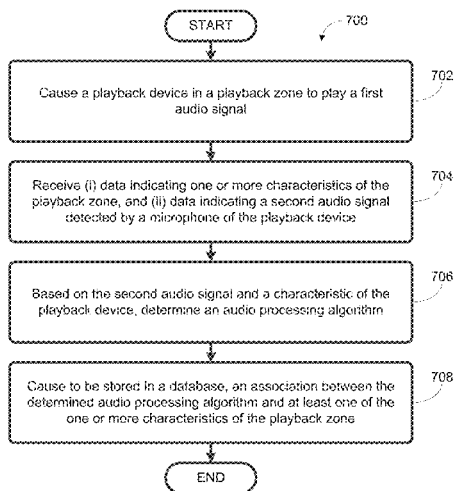 START
700
Cause a playback device in a playback zone to play a first
audio signal
702
Receive (i) data indicating one or more characteristics of the
playback zone, and (ii) data indicating a second audio signal
detected by a microphone of the playback device
704
Based on the second audio signal and a characteristic of the
playback device, determine an audio processing algorithm
706
Cause to be stored in a database, an association between the
determined audio processing algorithm and at least one of the
one or more characteristics of the playback zone
708
END